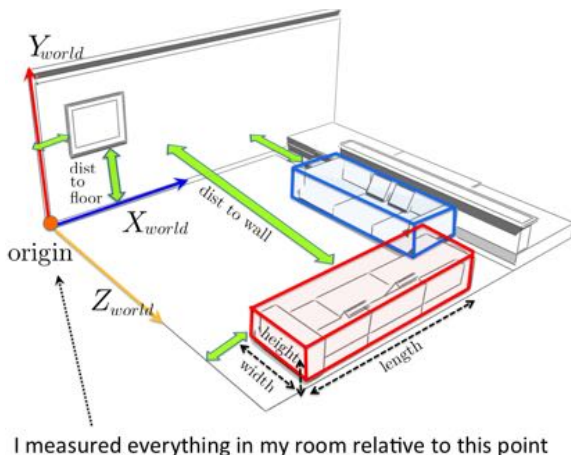 Y_world
dist
to
floor
X_world
dist to wall
origin
Z_world
height
width
length
I measured everything in my room relative to this point